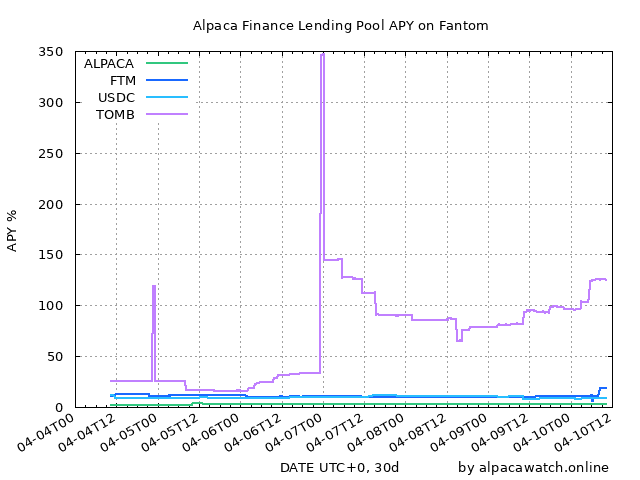 Alpaca Finance Lending Pool APY on Fantom
350
300
250
200
150
100
50
0
APY %
ALPACA
FTM
USDC
TOMB
04-04T00
04-04T12
04-05T00
04-05T12
04-06T00
04-06T12
04-07T00
04-07T12
04-08T00
04-08T12
04-09T00
04-09T12
04-10T00
04-10T12
DATE UTC+0, 30d
by alpacawatch.online